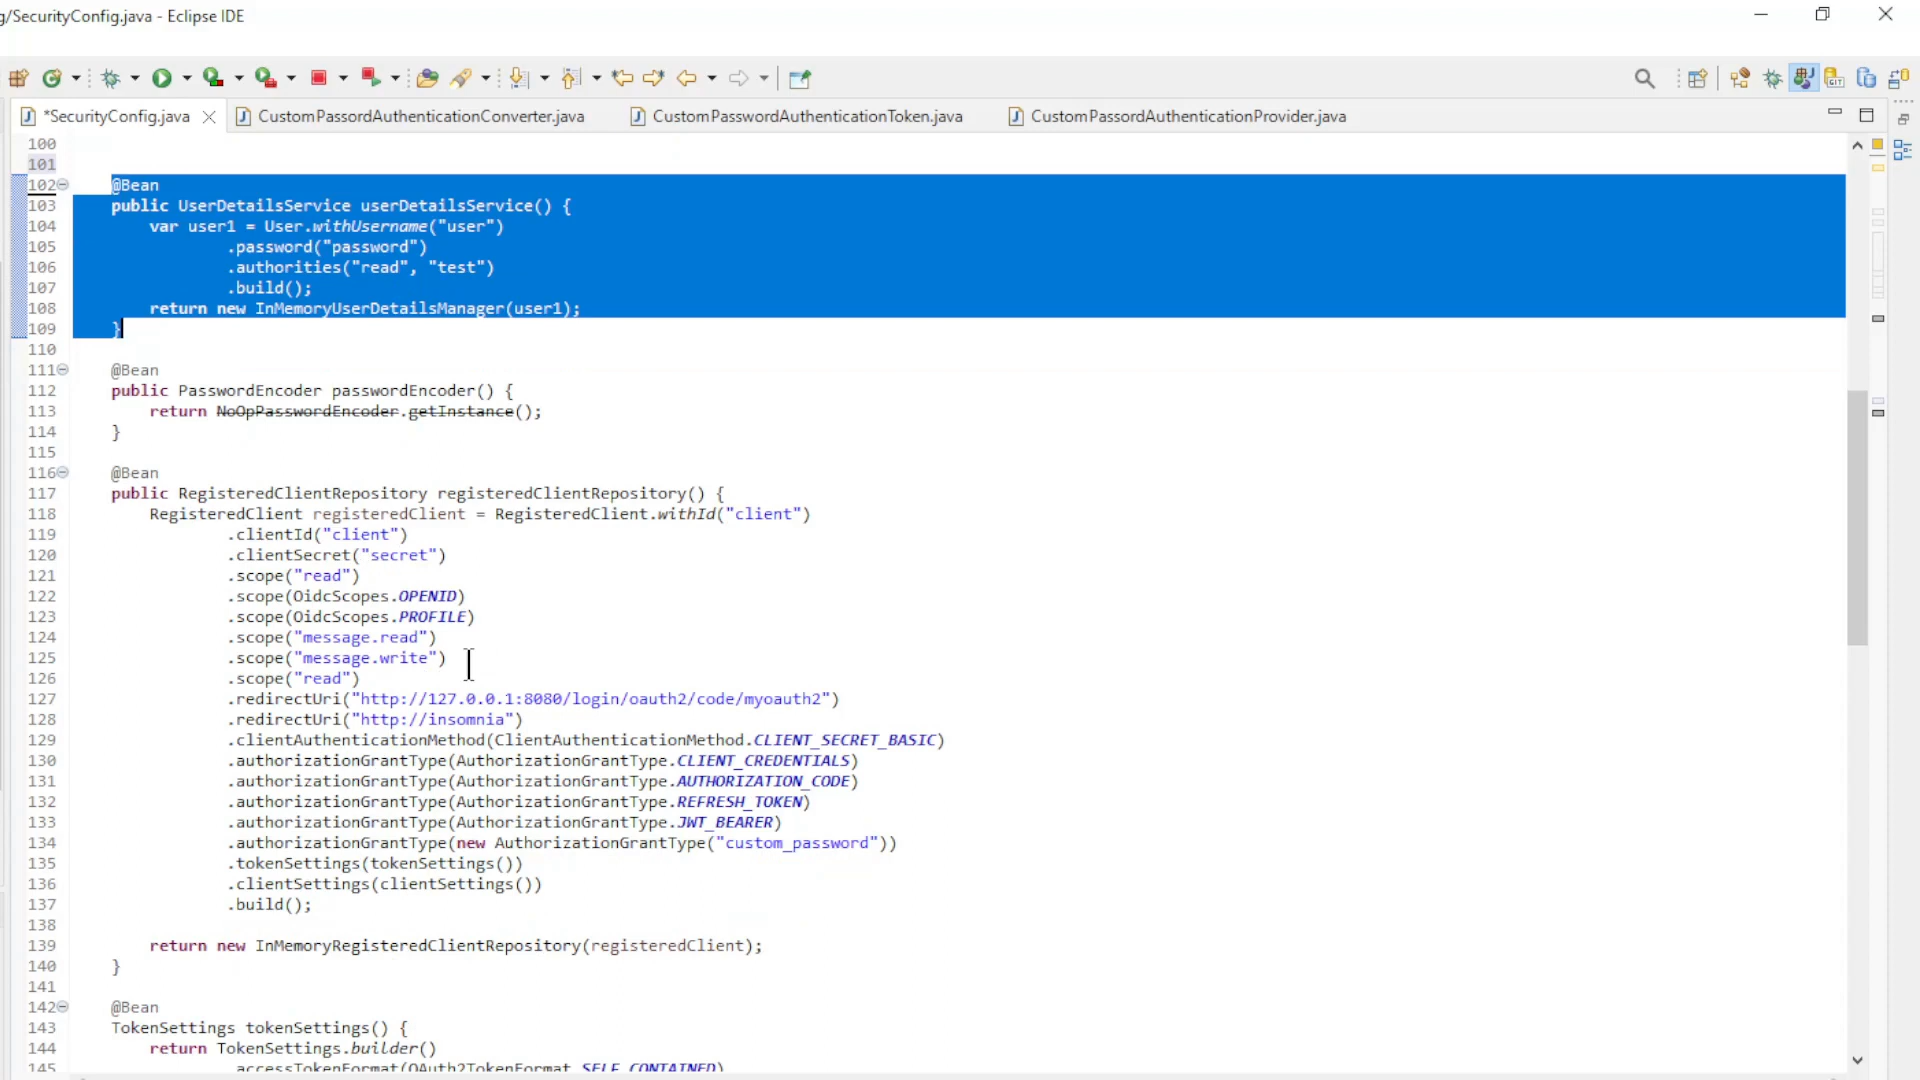 g/SecurityConfig.java - Eclipse IDE
*SecurityConfig.java CustomPassordAuthenticationConverter.java CustomPasswordAuthenticationToken.java CustomPassordAuthenticationProvider.java
100
101
102 @Bean
103 public UserDetailsService userDetailsService() {
104 var user1 = User.withUsername("user")
105 .password("password")
106 .authorities("read", "test")
107 .build();
108 return new InMemoryUserDetailsManager(user1);
109 }
110
111 @Bean
112 public PasswordEncoder passwordEncoder() {
113 return NoOpPasswordEncoder.getInstance();
114 }
115
116 @Bean
117 public RegisteredClientRepository registeredClientRepository() {
118 RegisteredClient registeredClient = RegisteredClient.withId("client")
119 .clientId("client")
120 .clientSecret("secret")
121 .scope("read")
122 .scope(OidcScopes.OPENID)
123 .scope(OidcScopes.PROFILE)
124 .scope("message.read")
125 .scope("message.write")
126 .scope("read")
127 .redirectUri("http://127.0.0.1:8080/login/oauth2/code/myoauth2")
128 .redirectUri("http://insomnia")
129 .clientAuthenticationMethod(ClientAuthenticationMethod.CLIENT_SECRET_BASIC)
130 .authorizationGrantType(AuthorizationGrantType.CLIENT_CREDENTIALS)
131 .authorizationGrantType(AuthorizationGrantType.AUTHORIZATION_CODE)
132 .authorizationGrantType(AuthorizationGrantType.REFRESH_TOKEN)
133 .authorizationGrantType(AuthorizationGrantType.JWT_BEARER)
134 .authorizationGrantType(new AuthorizationGrantType("custom_password"))
135 .tokenSettings(tokenSettings())
136 .clientSettings(clientSettings())
137 .build();
138
139 return new InMemoryRegisteredClientRepository(registeredClient);
140 }
141
142 @Bean
143 TokenSettings tokenSettings() {
144 return TokenSettings.builder()
145 .accessTokenFormat(OAuth2TokenFormat.SELF_CONTAINED)